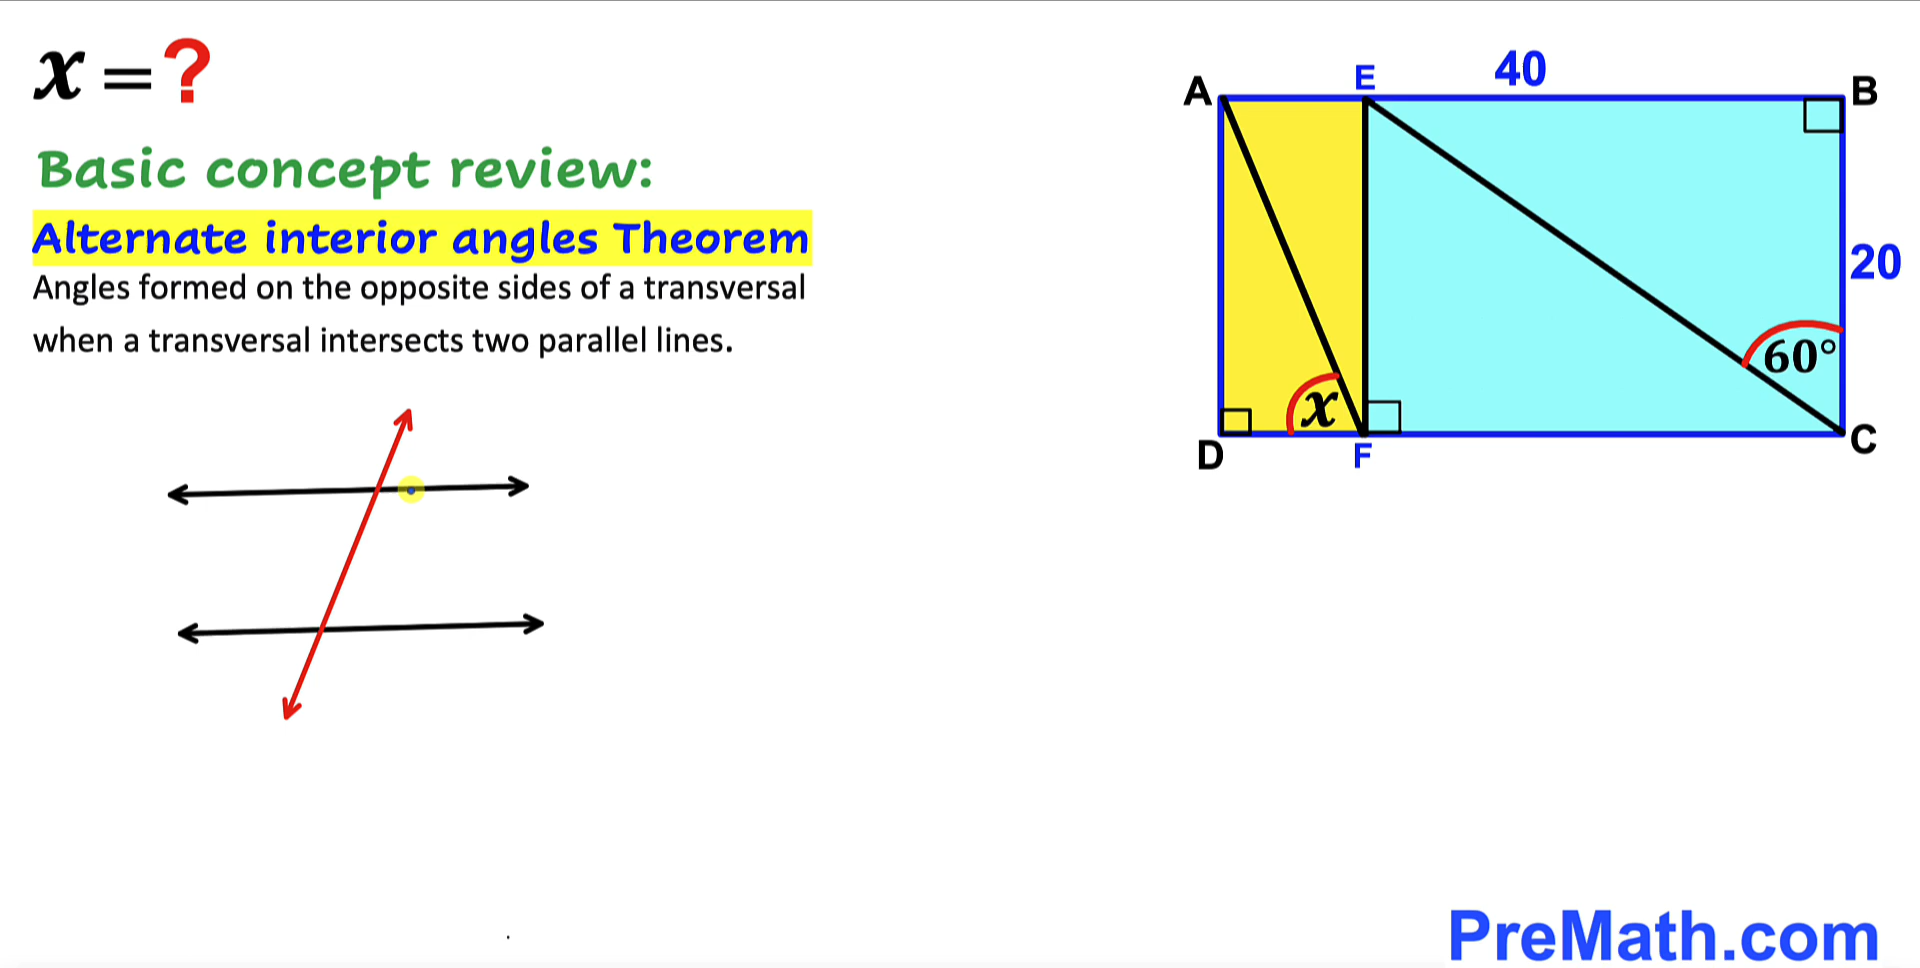 x = ?
Basic concept review:
Alternate interior angles Theorem
Angles formed on the opposite sides of a transversal
when a transversal intersects two parallel lines.
A
E
40
B
20
60°
x
D
F
C
PreMath.com